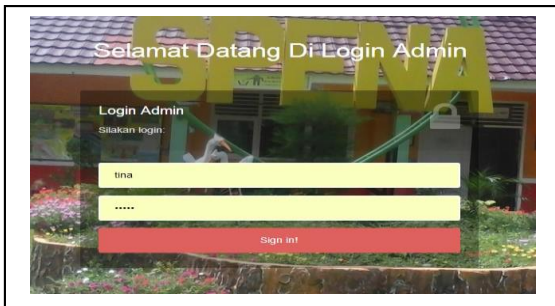 SPENA
Selamat Datang Di Login Admin
Login Admin
Silakan login:
tina
•••••
Sign in!